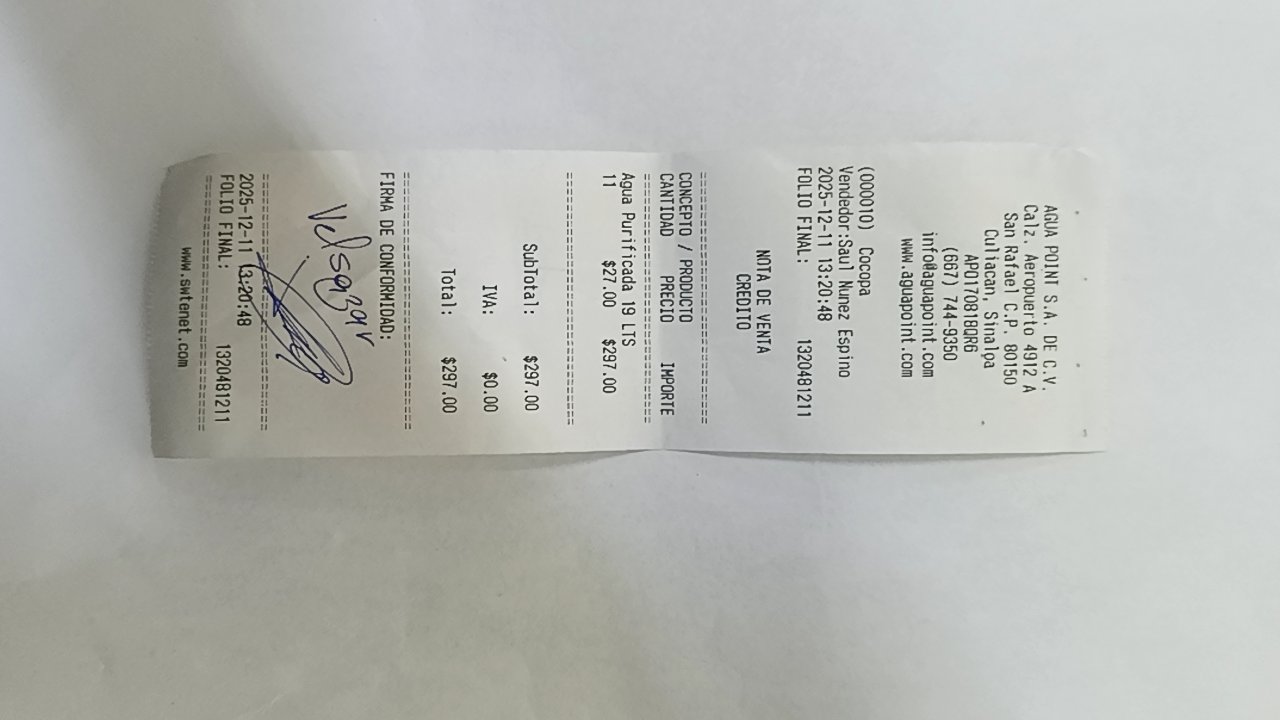 AGUA POINT S.A. DE C.V.
Calz. Aeropuerto 4912 A
San Rafael C.P. 80150
Culiacan, Sinaloa
APO170818QR6
(667) 744-9350
info@aguapoint.com
www.aguapoint.com
(000010) Cocopa
Vendedor:Saul Nunez Espino
2025-12-11 13:20:48
FOLIO FINAL: 1320481211
NOTA DE VENTA
CREDITO
================================
CONCEPTO / PRODUCTO
CANTIDAD PRECIO IMPORTE
================================
Agua Purificada 19 LTS
11 $27.00 $297.00
================================
SubTotal: $297.00
IVA: $0.00
Total: $297.00
================================
FIRMA DE CONFORMIDAD:
Velsqzar
================================
2025-12-11 13:20:48
FOLIO FINAL: 1320481211
================================
www.swtenet.com